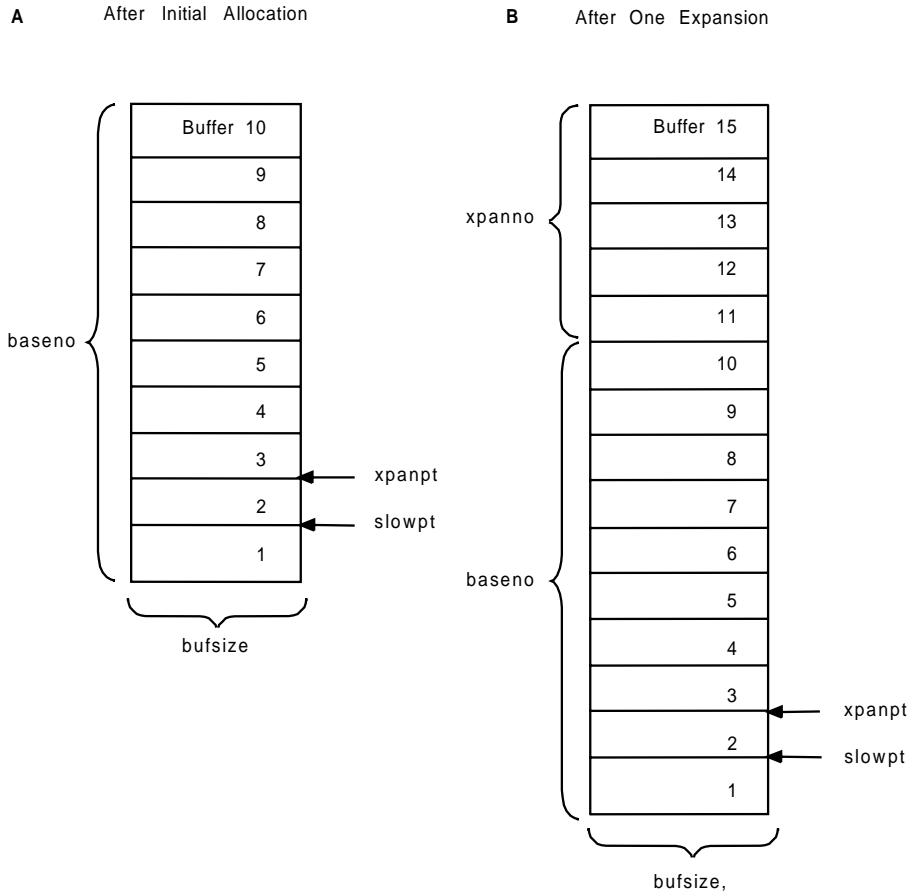 A After Initial Allocation
Buffer 10
9
8
7
6
5
4
3
2
1
baseno
xpanpt
slowpt
bufsize
B After One Expansion
Buffer 15
14
13
12
11
10
9
8
7
6
5
4
3
2
1
xpanno
baseno
xpanpt
slowpt
bufsize,